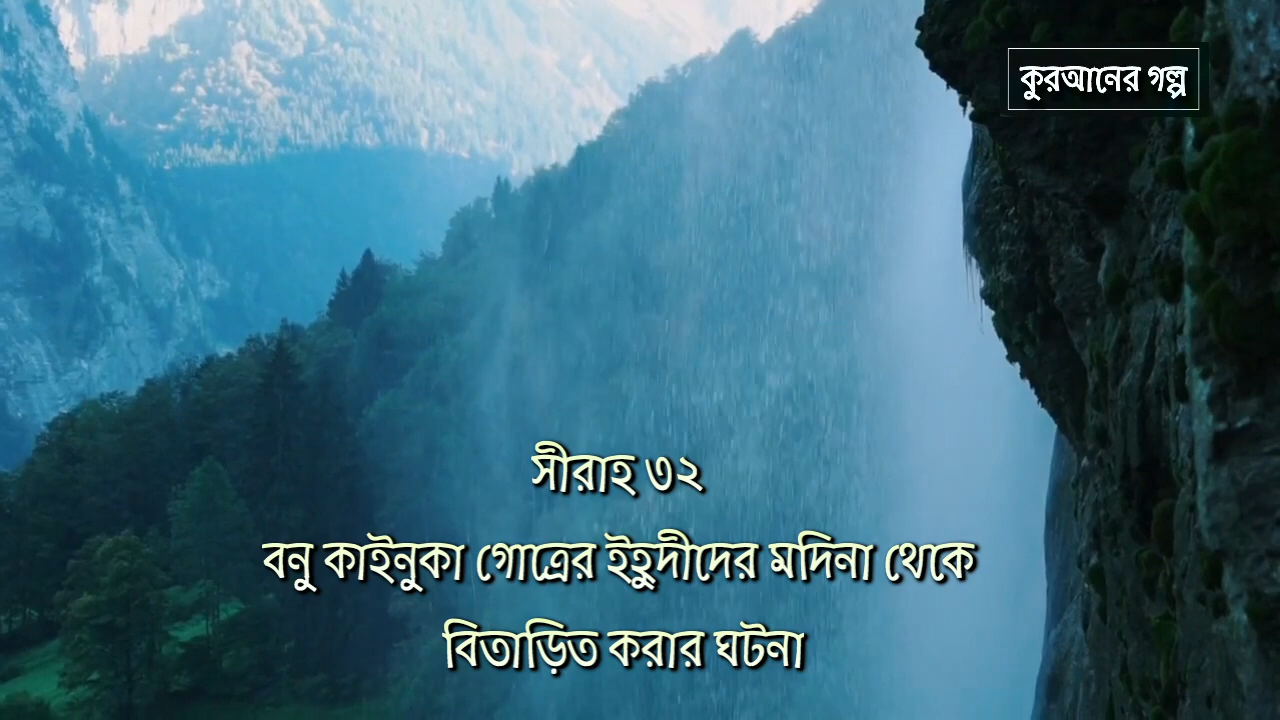 কুরআনের গল্প
সীরাহ ৩২
বনু কাইনুকা গোত্রের ইহুদীদের মদিনা থেকে
বিতাড়িত করার ঘটনা